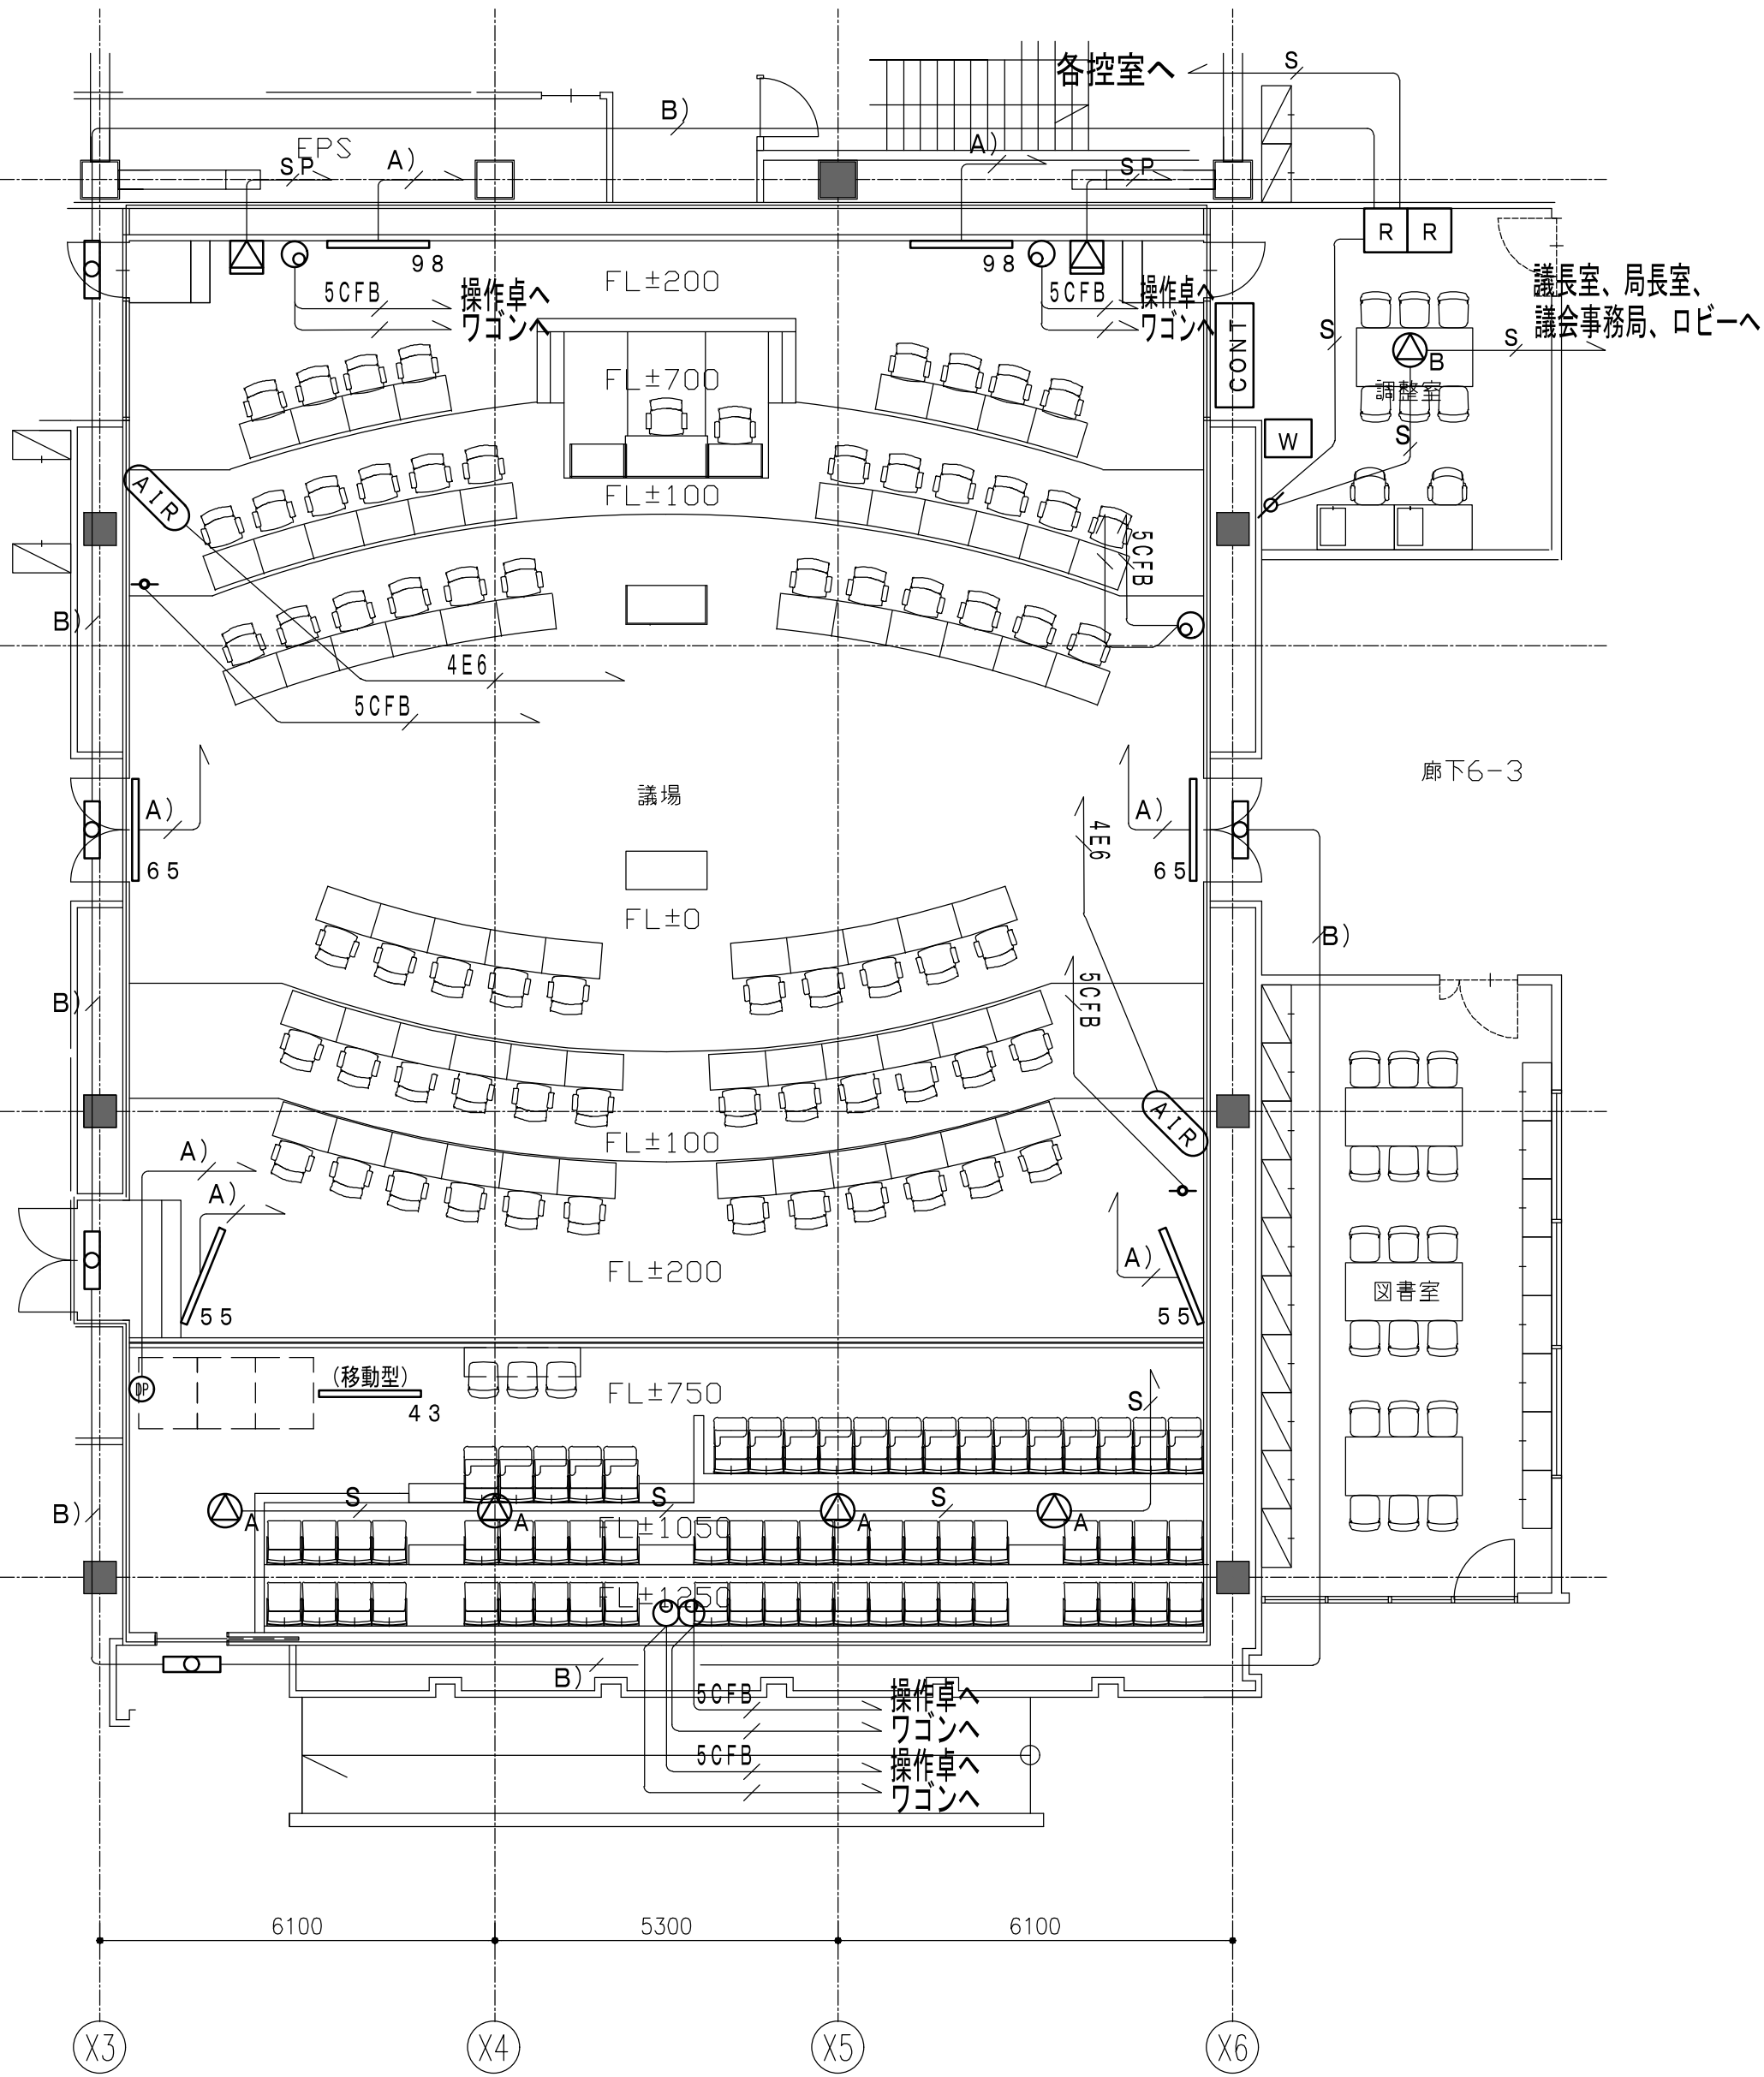 各控室へ
S
B)
EPS
SP
A)
A)
SP
R
R
98
98
FL±200
5CFB
操作卓へ
ワゴンへ
5CFB
操作卓へ
ワゴンへ
議長室、局長室、
議会事務局、ロビーへ
S
S
CONT
B
FL±700
調整室
W
S
AIR
FL±100
5CFB
B)
4E6
5CFB
廊下6-3
議場
A)
A)
4E6
65
65
FL±0
B)
5CFB
B)
AIR
FL±100
A)
A)
A)
FL±200
55
55
図書室
(移動型)
DP
43
FL±750
S
S
S
S
B)
A
A
A
A
FL±1050
FL±1250
B)
5CFB
操作卓へ
ワゴンへ
5CFB
操作卓へ
ワゴンへ
6100
5300
6100
X3
X4
X5
X6